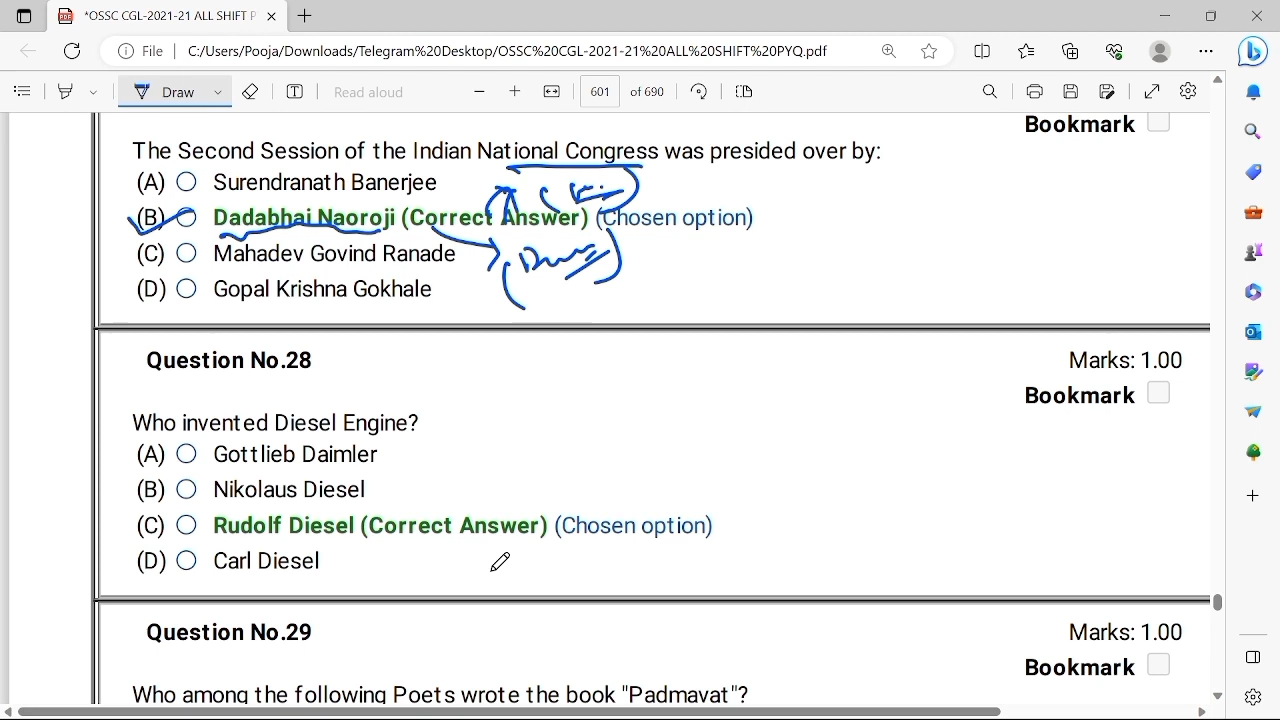 *OSSC CGL-2021-21 ALL SHIFT P
File | C:/Users/Pooja/Downloads/Telegram%20Desktop/OSSC%20CGL-2021-21%20ALL%20SHIFT%20PYQ.pdf
Draw
Read aloud
601 of 690
Bookmark
The Second Session of the Indian National Congress was presided over by:
(A) Surendranath Banerjee
(B) Dadabhai Naoroji (Correct Answer) (Chosen option)
(C) Mahadev Govind Ranade
(D) Gopal Krishna Gokhale
Question No.28 Marks: 1.00
Bookmark
Who invented Diesel Engine?
(A) Gottlieb Daimler
(B) Nikolaus Diesel
(C) Rudolf Diesel (Correct Answer) (Chosen option)
(D) Carl Diesel
Question No.29 Marks: 1.00
Bookmark
Who among the following Poets wrote the book "Padmavat"?